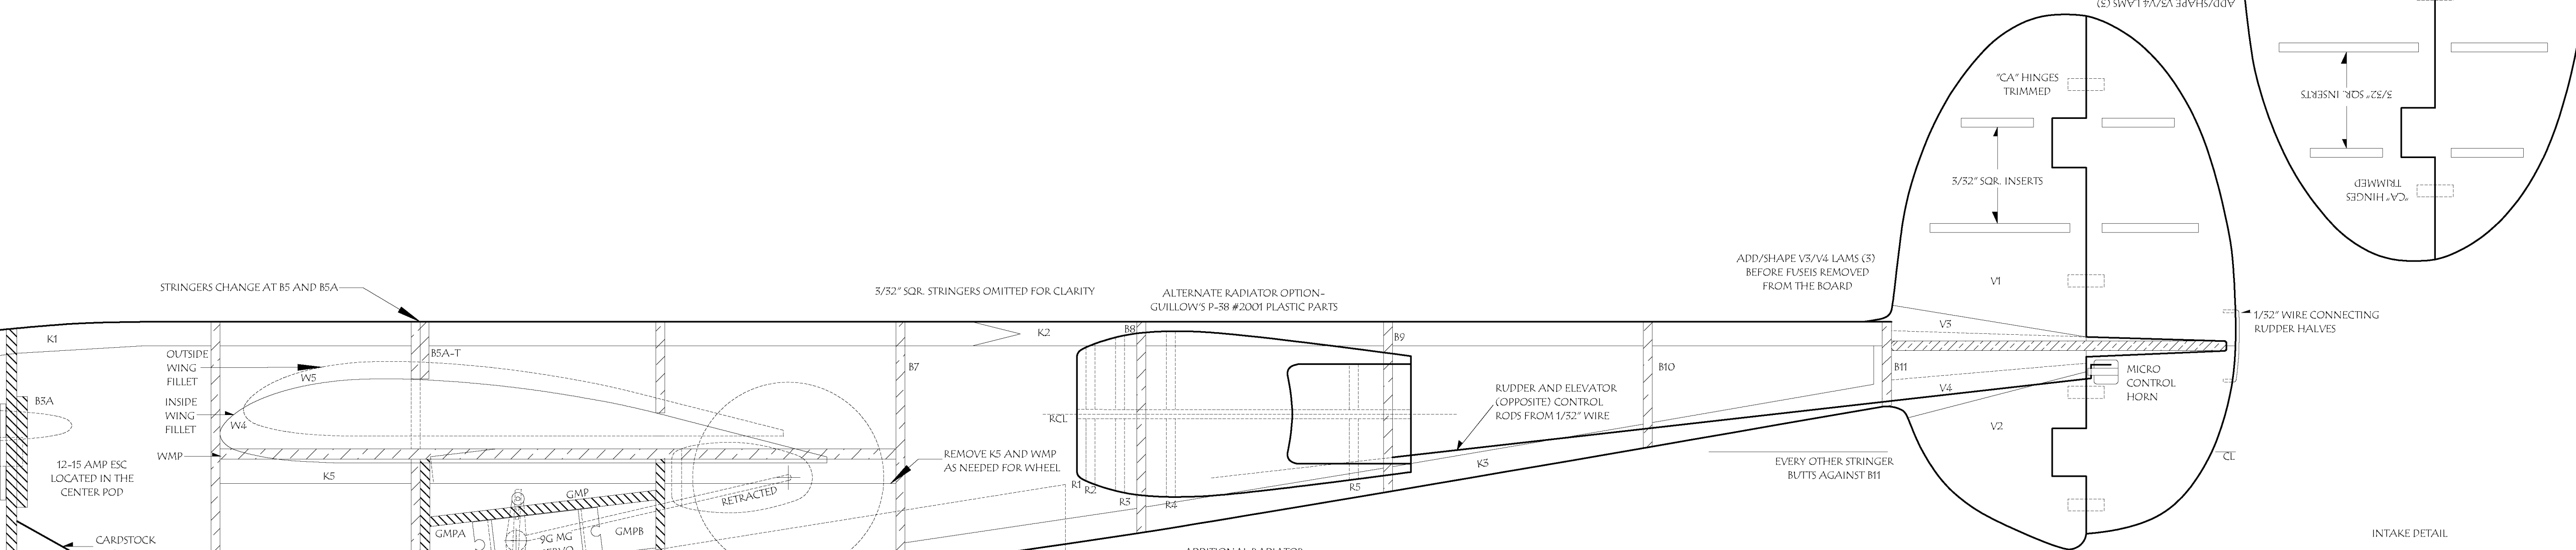 ADD/SHAPE V3/V4 LAMS (3)
"CA" HINGES
TRIMMED
3/32" SQR. INSERTS
3/32" SQR. INSERTS
"CA" HINGES
TRIMMED
ADD/SHAPE V3/V4 LAMS (3)
BEFORE FUSEIS REMOVED
FROM THE BOARD
V1
STRINGERS CHANGE AT B5 AND B5A
3/32" SQR. STRINGERS OMITTED FOR CLARITY
ALTERNATE RADIATOR OPTION-
GUILLOW'S P-38 #2001 PLASTIC PARTS
1/32" WIRE CONNECTING
RUDDER HALVES
K1
K2
B8
B9
V3
OUTSIDE
WING
FILLET
B5A-T
W5
B7
B10
B11
MICRO
CONTROL
HORN
V4
RUDDER AND ELEVATOR
(OPPOSITE) CONTROL
RODS FROM 1/32" WIRE
B3A
INSIDE
WING
FILLET
W4
RCL
V2
WMP
12-15 AMP ESC
LOCATED IN THE
CENTER POD
K5
REMOVE K5 AND WMP
AS NEEDED FOR WHEEL
K3
EVERY OTHER STRINGER
BUTTS AGAINST B11
CL
R1
R2
R3
R4
R5
GMP
RETRACTED
GMPA
GMPB
9G MG
SERVO
CARDSTOCK
INTAKE DETAIL
ADDITIONAL RADIATOR